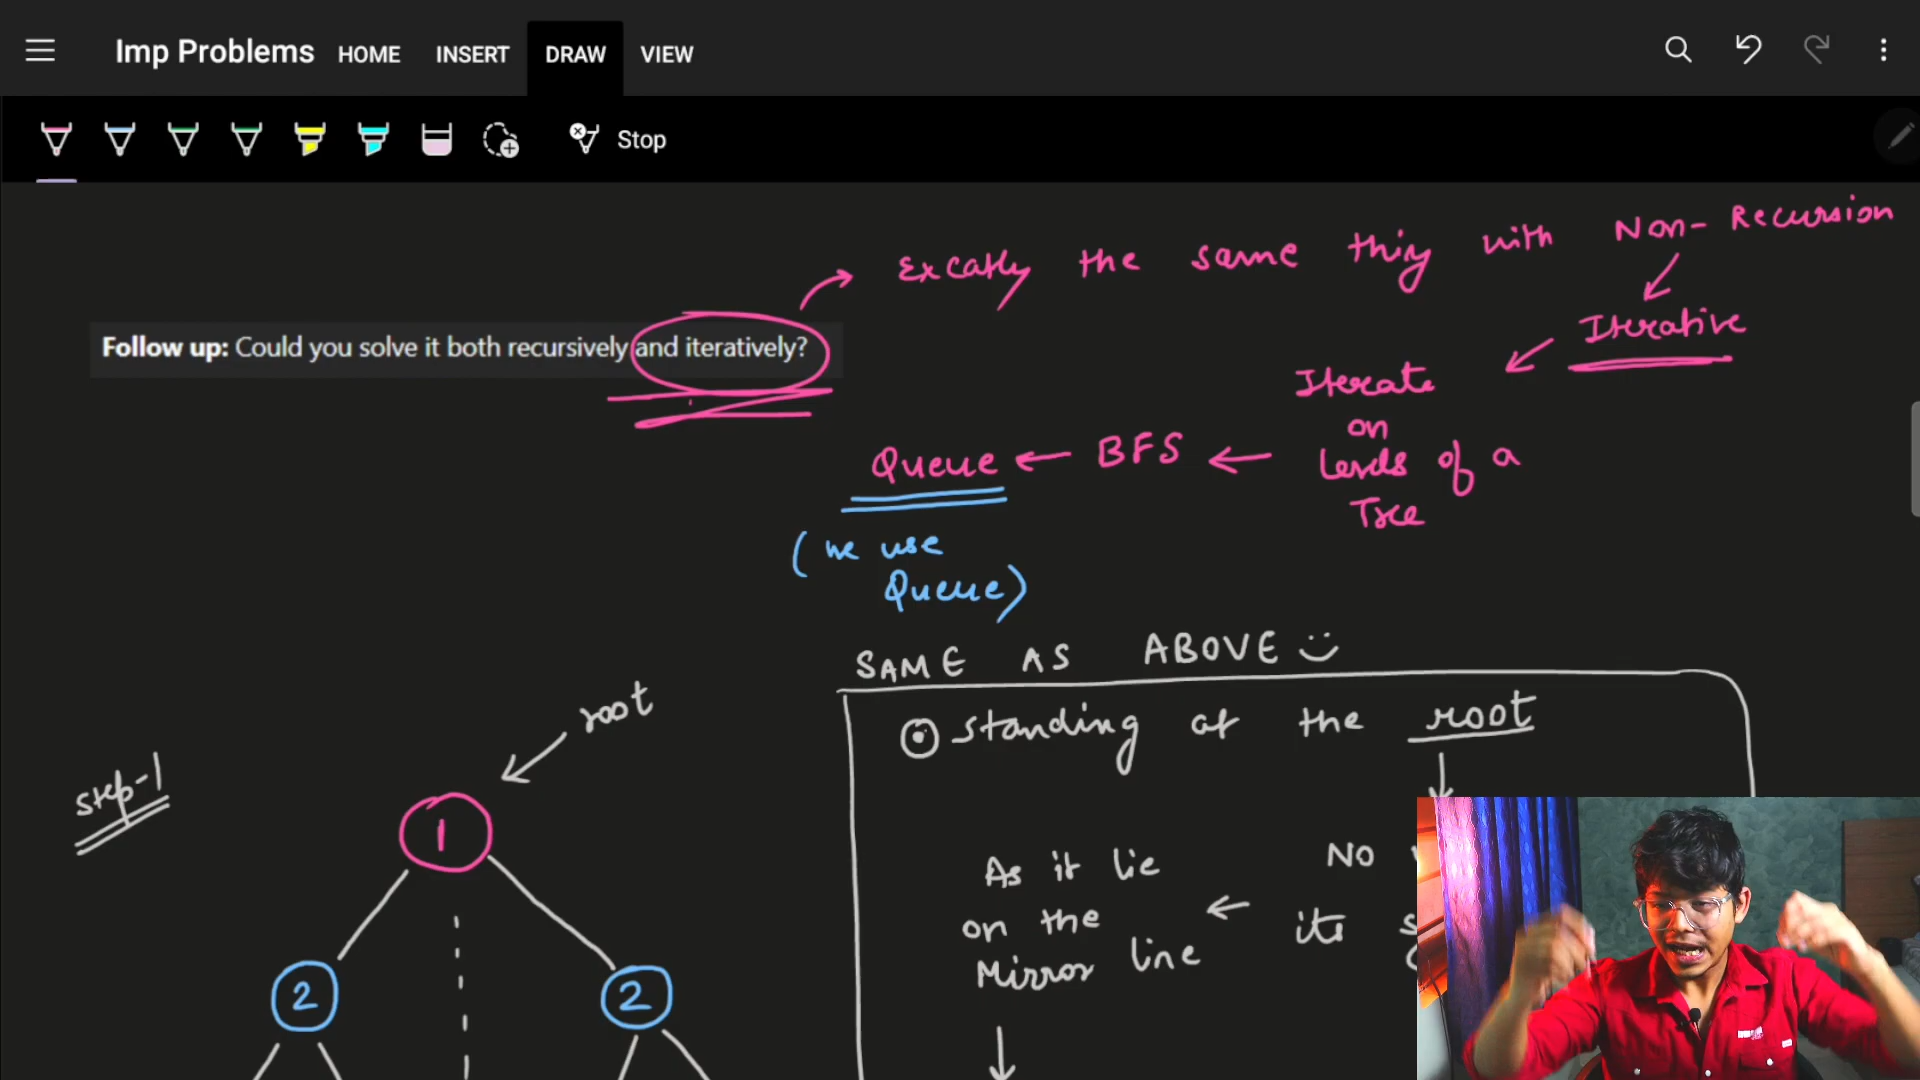 Imp Problems HOME INSERT DRAW VIEW
Stop
Excatly the same thing with Non-Recursion
Iterative
Follow up: Could you solve it both recursively and iteratively?
Iterate
on
levels of a
Tree
Queue ← BFS ←
(we use
Queue)
SAME AS ABOVE
standing at the root
root
step-1
1
2
2
As it lie
on the
Mirror line
No
its